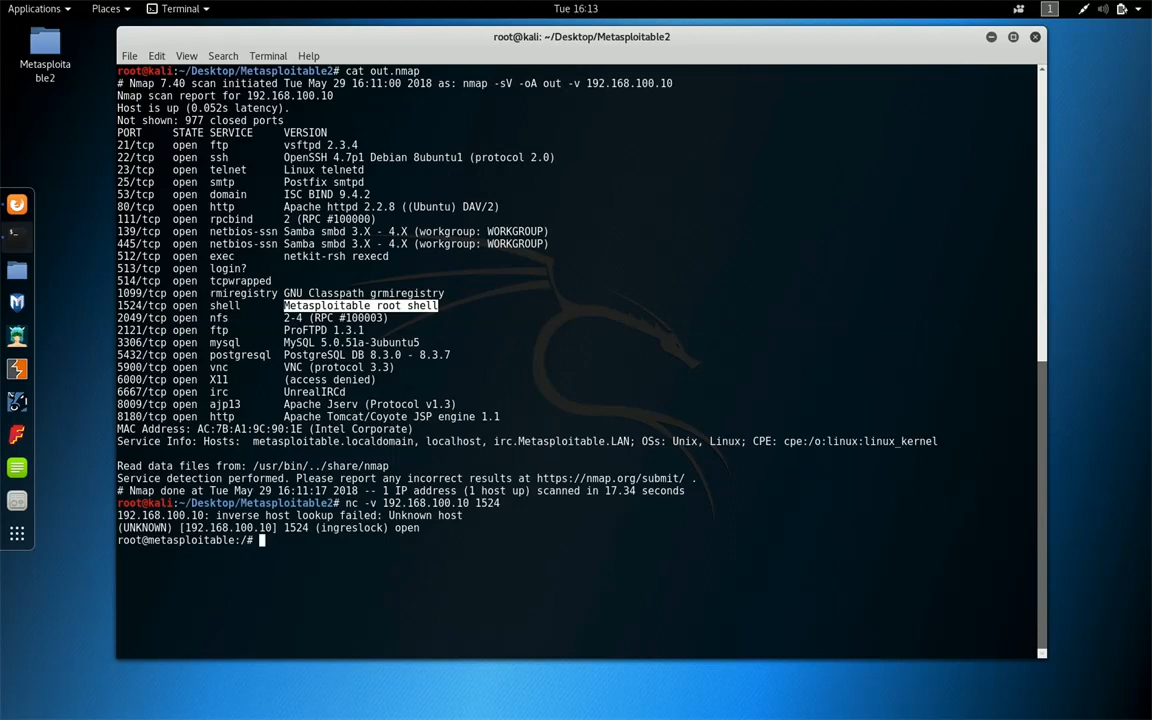 Applications Places Terminal Tue 16:13 1
Metasploita
ble2
root@kali: ~/Desktop/Metasploitable2
File Edit View Search Terminal Help
root@kali:~/Desktop/Metasploitable2# cat out.nmap
# Nmap 7.40 scan initiated Tue May 29 16:11:00 2018 as: nmap -sV -oA out -v 192.168.100.10
Nmap scan report for 192.168.100.10
Host is up (0.052s latency).
Not shown: 977 closed ports
PORT STATE SERVICE VERSION
21/tcp open ftp vsftpd 2.3.4
22/tcp open ssh OpenSSH 4.7p1 Debian 8ubuntu1 (protocol 2.0)
23/tcp open telnet Linux telnetd
25/tcp open smtp Postfix smtpd
53/tcp open domain ISC BIND 9.4.2
80/tcp open http Apache httpd 2.2.8 ((Ubuntu) DAV/2)
111/tcp open rpcbind 2 (RPC #100000)
139/tcp open netbios-ssn Samba smbd 3.X - 4.X (workgroup: WORKGROUP)
445/tcp open netbios-ssn Samba smbd 3.X - 4.X (workgroup: WORKGROUP)
512/tcp open exec netkit-rsh rexecd
513/tcp open login?
514/tcp open tcpwrapped
1099/tcp open rmiregistry GNU Classpath grmiregistry
1524/tcp open shell Metasploitable root shell
2049/tcp open nfs 2-4 (RPC #100003)
2121/tcp open ftp ProFTPD 1.3.1
3306/tcp open mysql MySQL 5.0.51a-3ubuntu5
5432/tcp open postgresql PostgreSQL DB 8.3.0 - 8.3.7
5900/tcp open vnc VNC (protocol 3.3)
6000/tcp open X11 (access denied)
6667/tcp open irc UnrealIRCd
8009/tcp open ajp13 Apache Jserv (Protocol v1.3)
8180/tcp open http Apache Tomcat/Coyote JSP engine 1.1
MAC Address: AC:7B:A1:9C:90:1E (Intel Corporate)
Service Info: Hosts:  metasploitable.localdomain, localhost, irc.Metasploitable.LAN; OSs: Unix, Linux; CPE: cpe:/o:linux:linux_kernel
Read data files from: /usr/bin/../share/nmap
Service detection performed. Please report any incorrect results at https://nmap.org/submit/ .
# Nmap done at Tue May 29 16:11:17 2018 -- 1 IP address (1 host up) scanned in 17.34 seconds
root@kali:~/Desktop/Metasploitable2# nc -v 192.168.100.10 1524
192.168.100.10: inverse host lookup failed: Unknown host
(UNKNOWN) [192.168.100.10] 1524 (ingreslock) open
root@metasploitable:/#